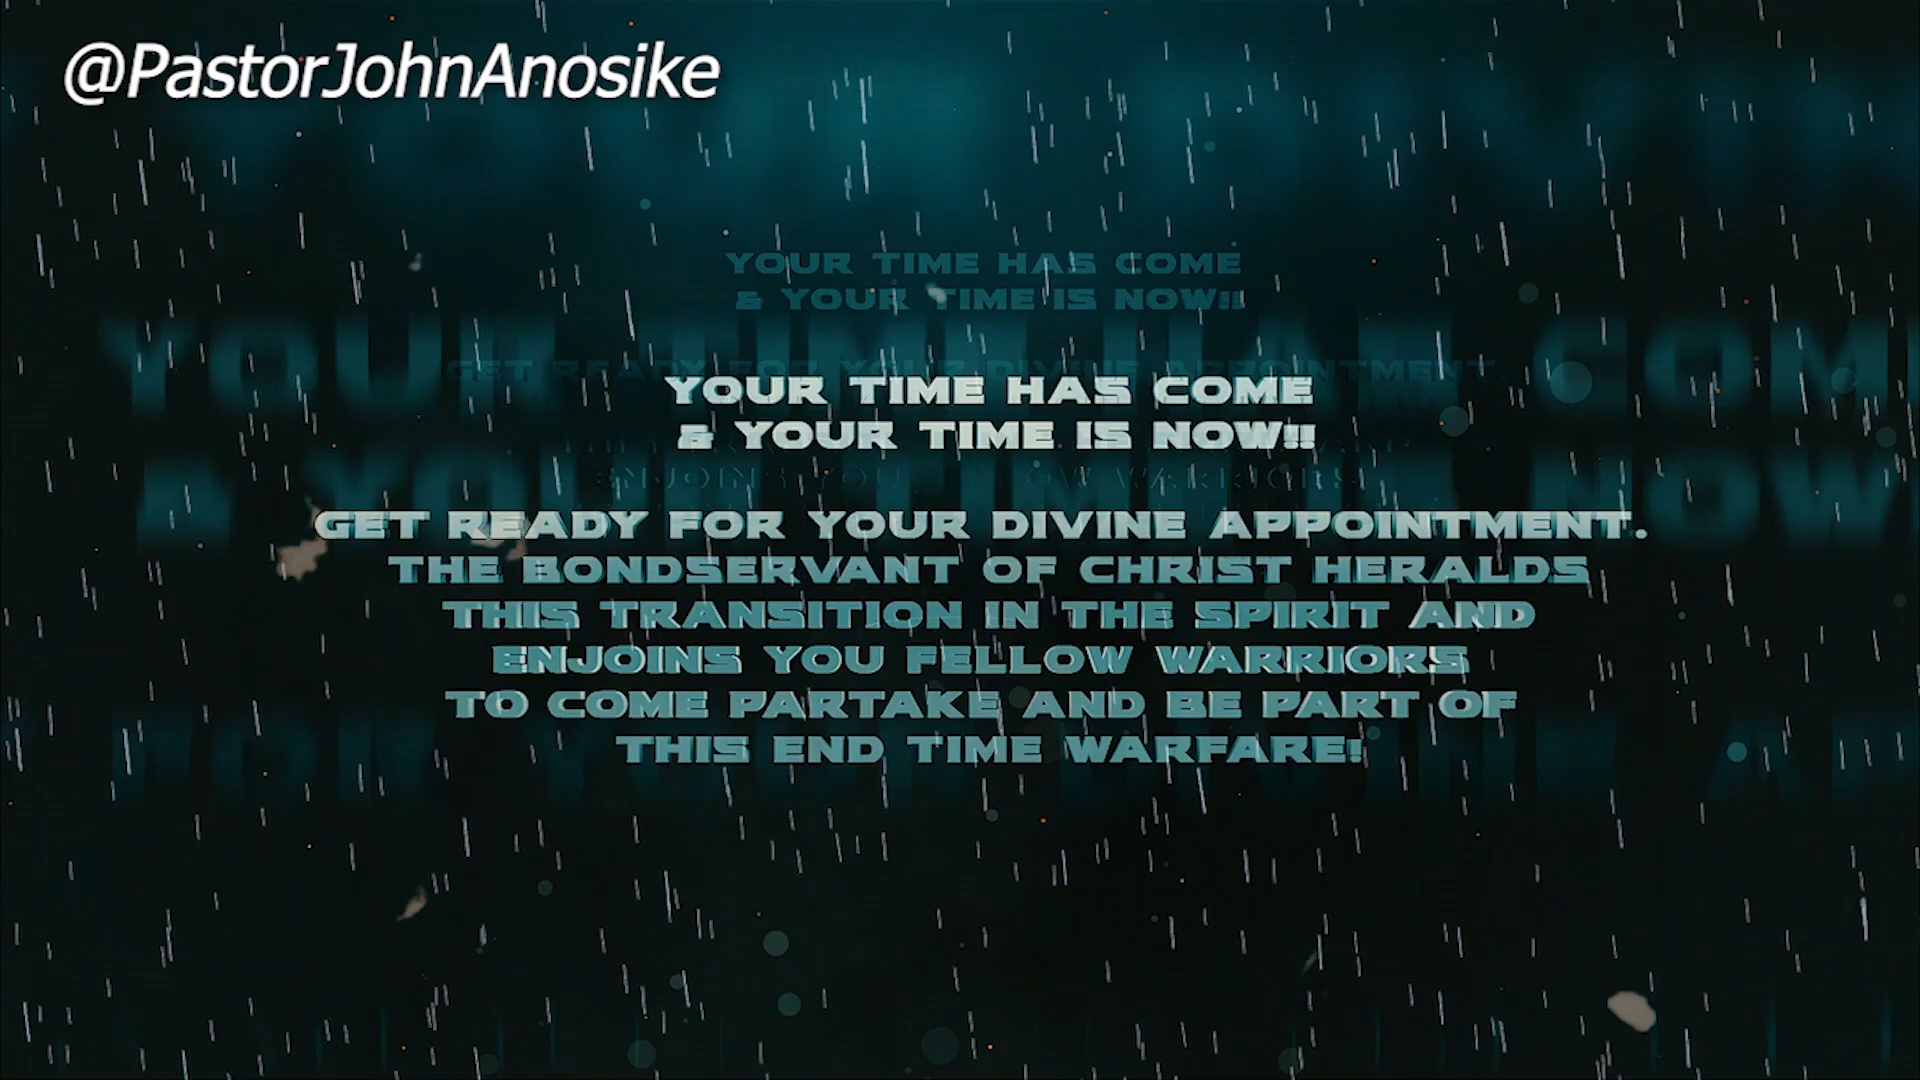 @PastorJohnAnosike
YOUR TIME HAS COME
& YOUR TIME IS NOW!!
YOUR TIME HAS COME
& YOUR TIME IS NOW!!
GET READY FOR YOUR DIVINE APPOINTMENT.
THE BONDSERVANT OF CHRIST HERALDS
THIS TRANSITION IN THE SPIRIT AND
ENJOINS YOU FELLOW WARRIORS
TO COME PARTAKE AND BE PART OF
THIS END TIME WARFARE!